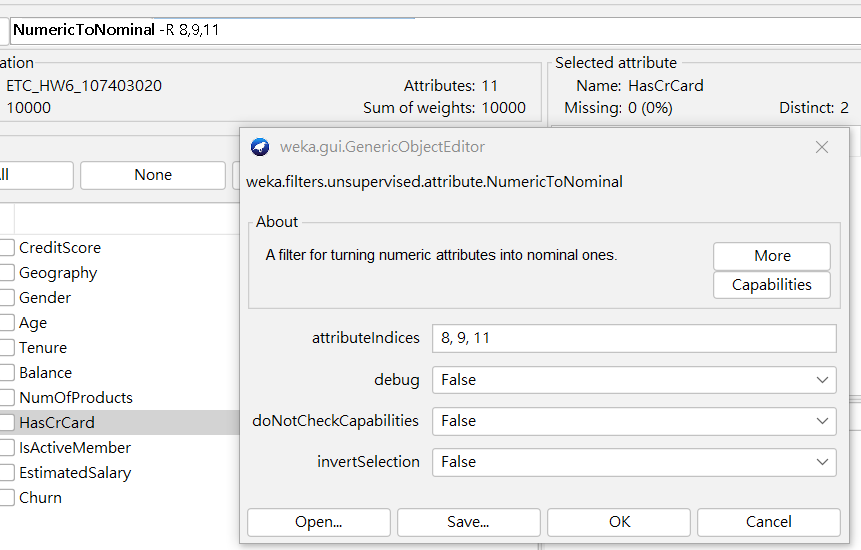 NumericToNominal -R 8,9,11
ation
Selected attribute
ETC_HW6_107403020
Attributes: 11
Name: HasCrCard
10000
Sum of weights: 10000
Missing: 0 (0%)
Distinct: 2
weka.gui.GenericObjectEditor
weka.filters.unsupervised.attribute.NumericToNominal
All
None
About
A filter for turning numeric attributes into nominal ones.
More
Capabilities
CreditScore
Geography
Gender
Age
Tenure
Balance
NumOfProducts
HasCrCard
IsActiveMember
EstimatedSalary
Churn
attributeIndices
8, 9, 11
debug
False
doNotCheckCapabilities
False
invertSelection
False
Open...
Save...
OK
Cancel